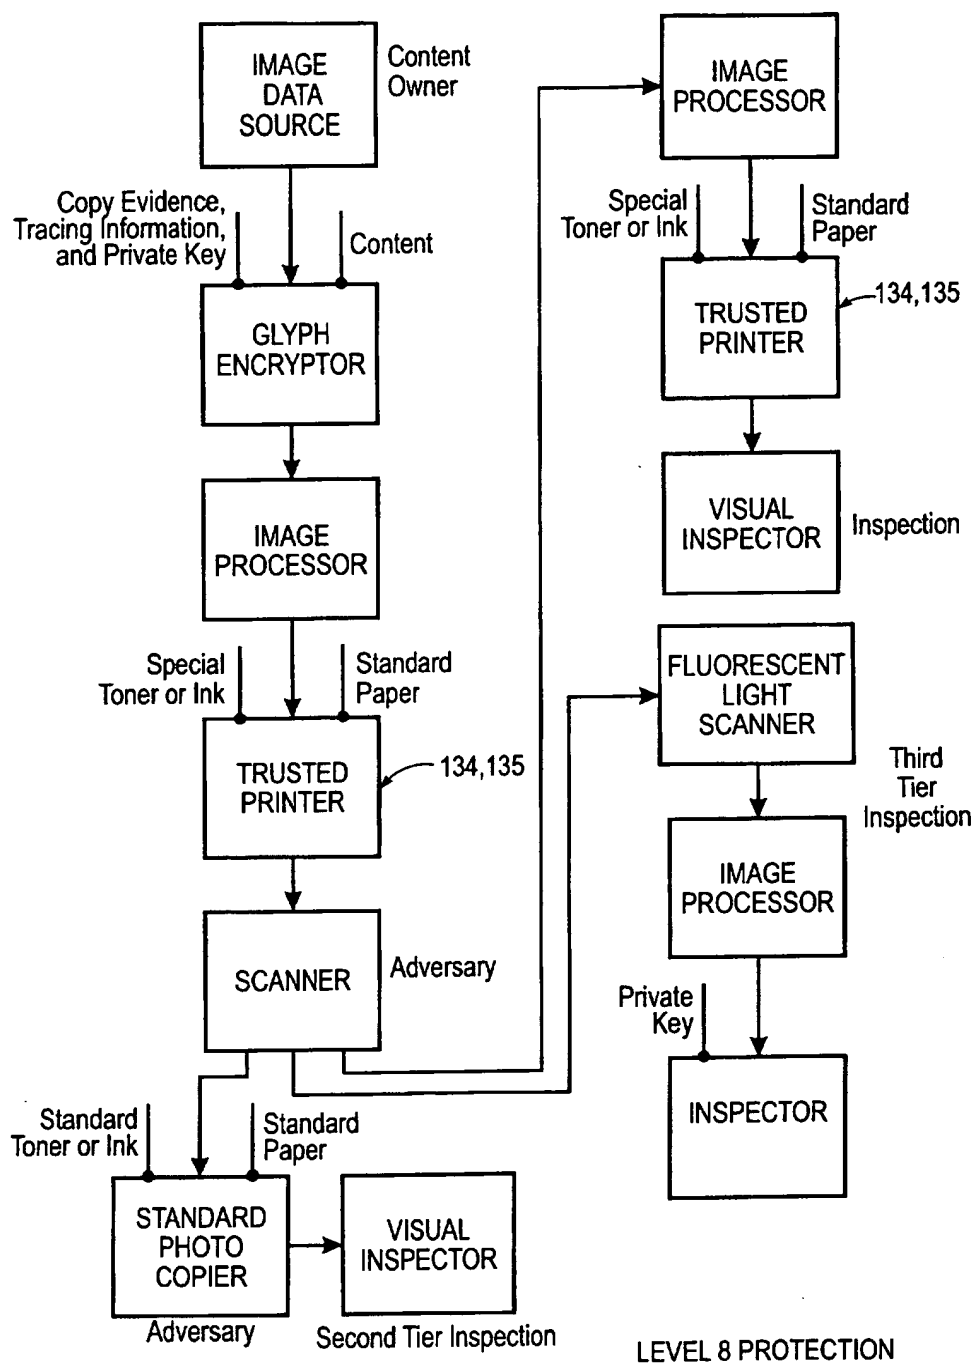 IMAGE
DATA
SOURCE
Content
Owner
Copy Evidence,
Tracing Information,
and Private Key
Content
GLYPH
ENCRYPTOR
IMAGE
PROCESSOR
Special
Toner or Ink
Standard
Paper
TRUSTED
PRINTER
134,135
SCANNER
Adversary
Standard
Toner or Ink
Standard
Paper
STANDARD
PHOTO
COPIER
Adversary
VISUAL
INSPECTOR
Second Tier Inspection
IMAGE
PROCESSOR
Special
Toner or Ink
Standard
Paper
TRUSTED
PRINTER
134,135
VISUAL
INSPECTOR
Inspection
FLUORESCENT
LIGHT
SCANNER
Third
Tier
Inspection
IMAGE
PROCESSOR
Private
Key
INSPECTOR
LEVEL 8 PROTECTION